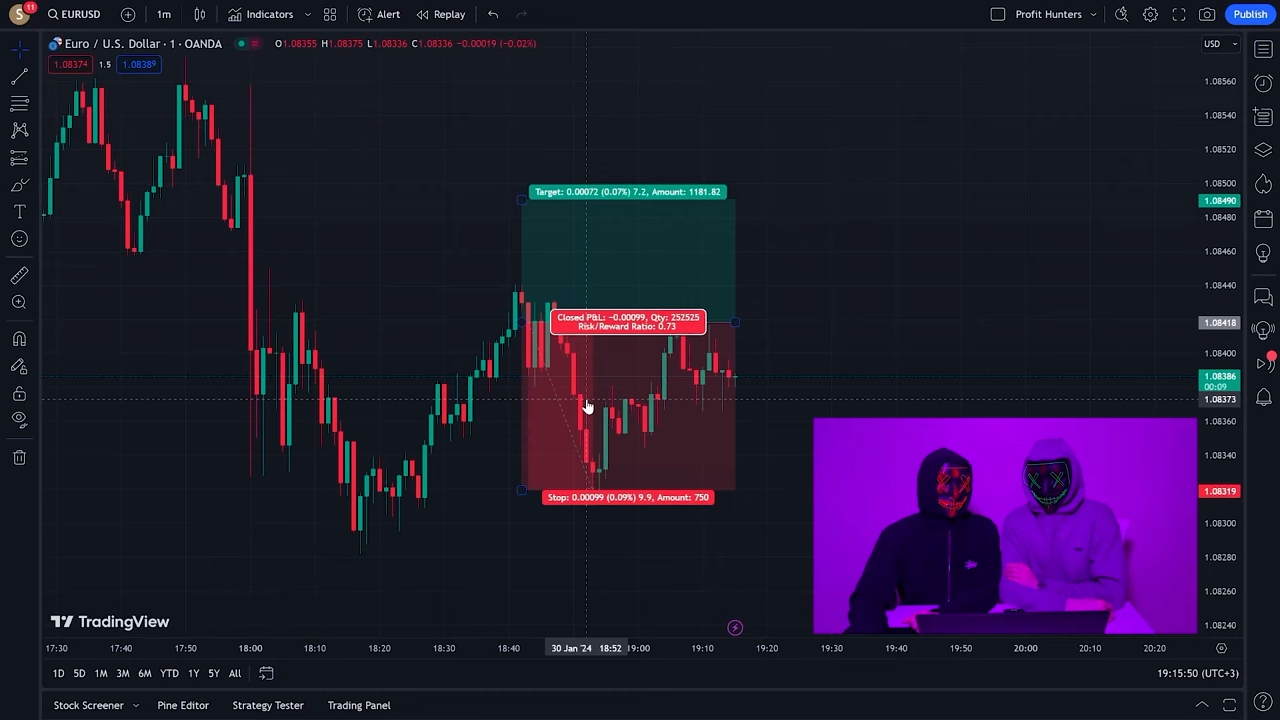 S 11 EURUSD 1m Indicators Alert Replay Profit Hunters Publish
Euro / U.S. Dollar · 1 · OANDA O1.08355 H1.08375 L1.08336 C1.08336 −0.00019 (−0.02%) USD
1.08374 1.5 1.08389
1.08560
1.08540
1.08520
1.08500
Target: 0.00072 (0.07%) 7.2, Amount: 1181.82
1.08490
1.08480
1.08460
1.08440
Closed P&L: −0.00099, Qty: 252525
Risk/Reward Ratio: 0.73
1.08418
1.08400
1.08386
00:09
1.08373
1.08360
1.08340
Stop: 0.00099 (0.09%) 9.9, Amount: 750
1.08319
1.08300
1.08280
1.08260
TradingView
1.08240
17:30 17:40 17:50 18:00 18:10 18:20 18:30 18:40 30 Jan '24 18:52 19:00 19:10 19:20 19:30 19:40 19:50 20:00 20:10 20:20
1D 5D 1M 3M 6M YTD 1Y 5Y All 19:15:50 (UTC+3)
Stock Screener Pine Editor Strategy Tester Trading Panel